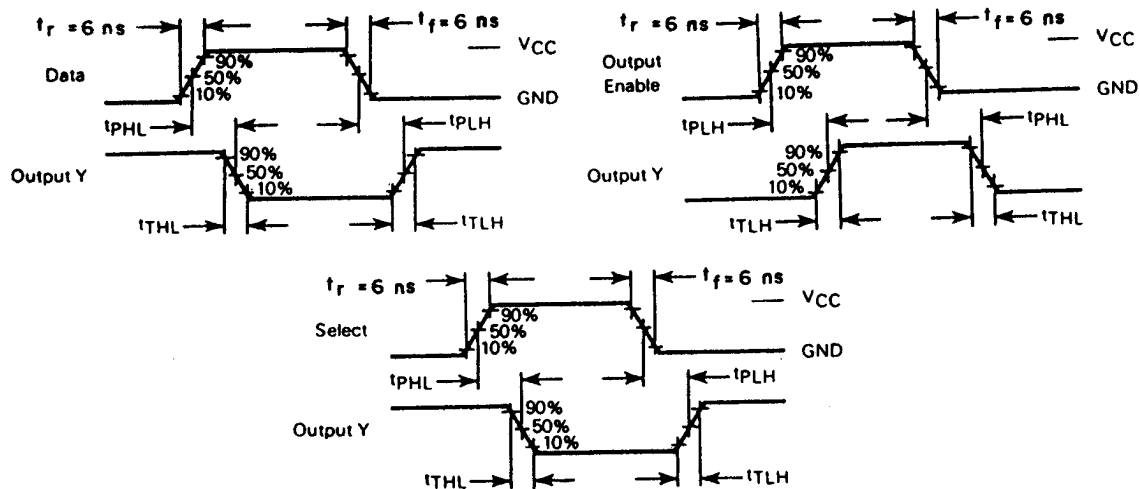 tr = 6 ns
tf = 6 ns
VCC
Data
90%
50%
10%
GND
tPHL
tPLH
Output Y
90%
50%
10%
tTHL
tTLH
tr = 6 ns
tf = 6 ns
VCC
Output
Enable
90%
50%
10%
GND
tPLH
tPHL
Output Y
90%
50%
10%
tTLH
tTHL
tr = 6 ns
tf = 6 ns
VCC
Select
90%
50%
10%
GND
tPHL
tPLH
Output Y
90%
50%
10%
tTHL
tTLH